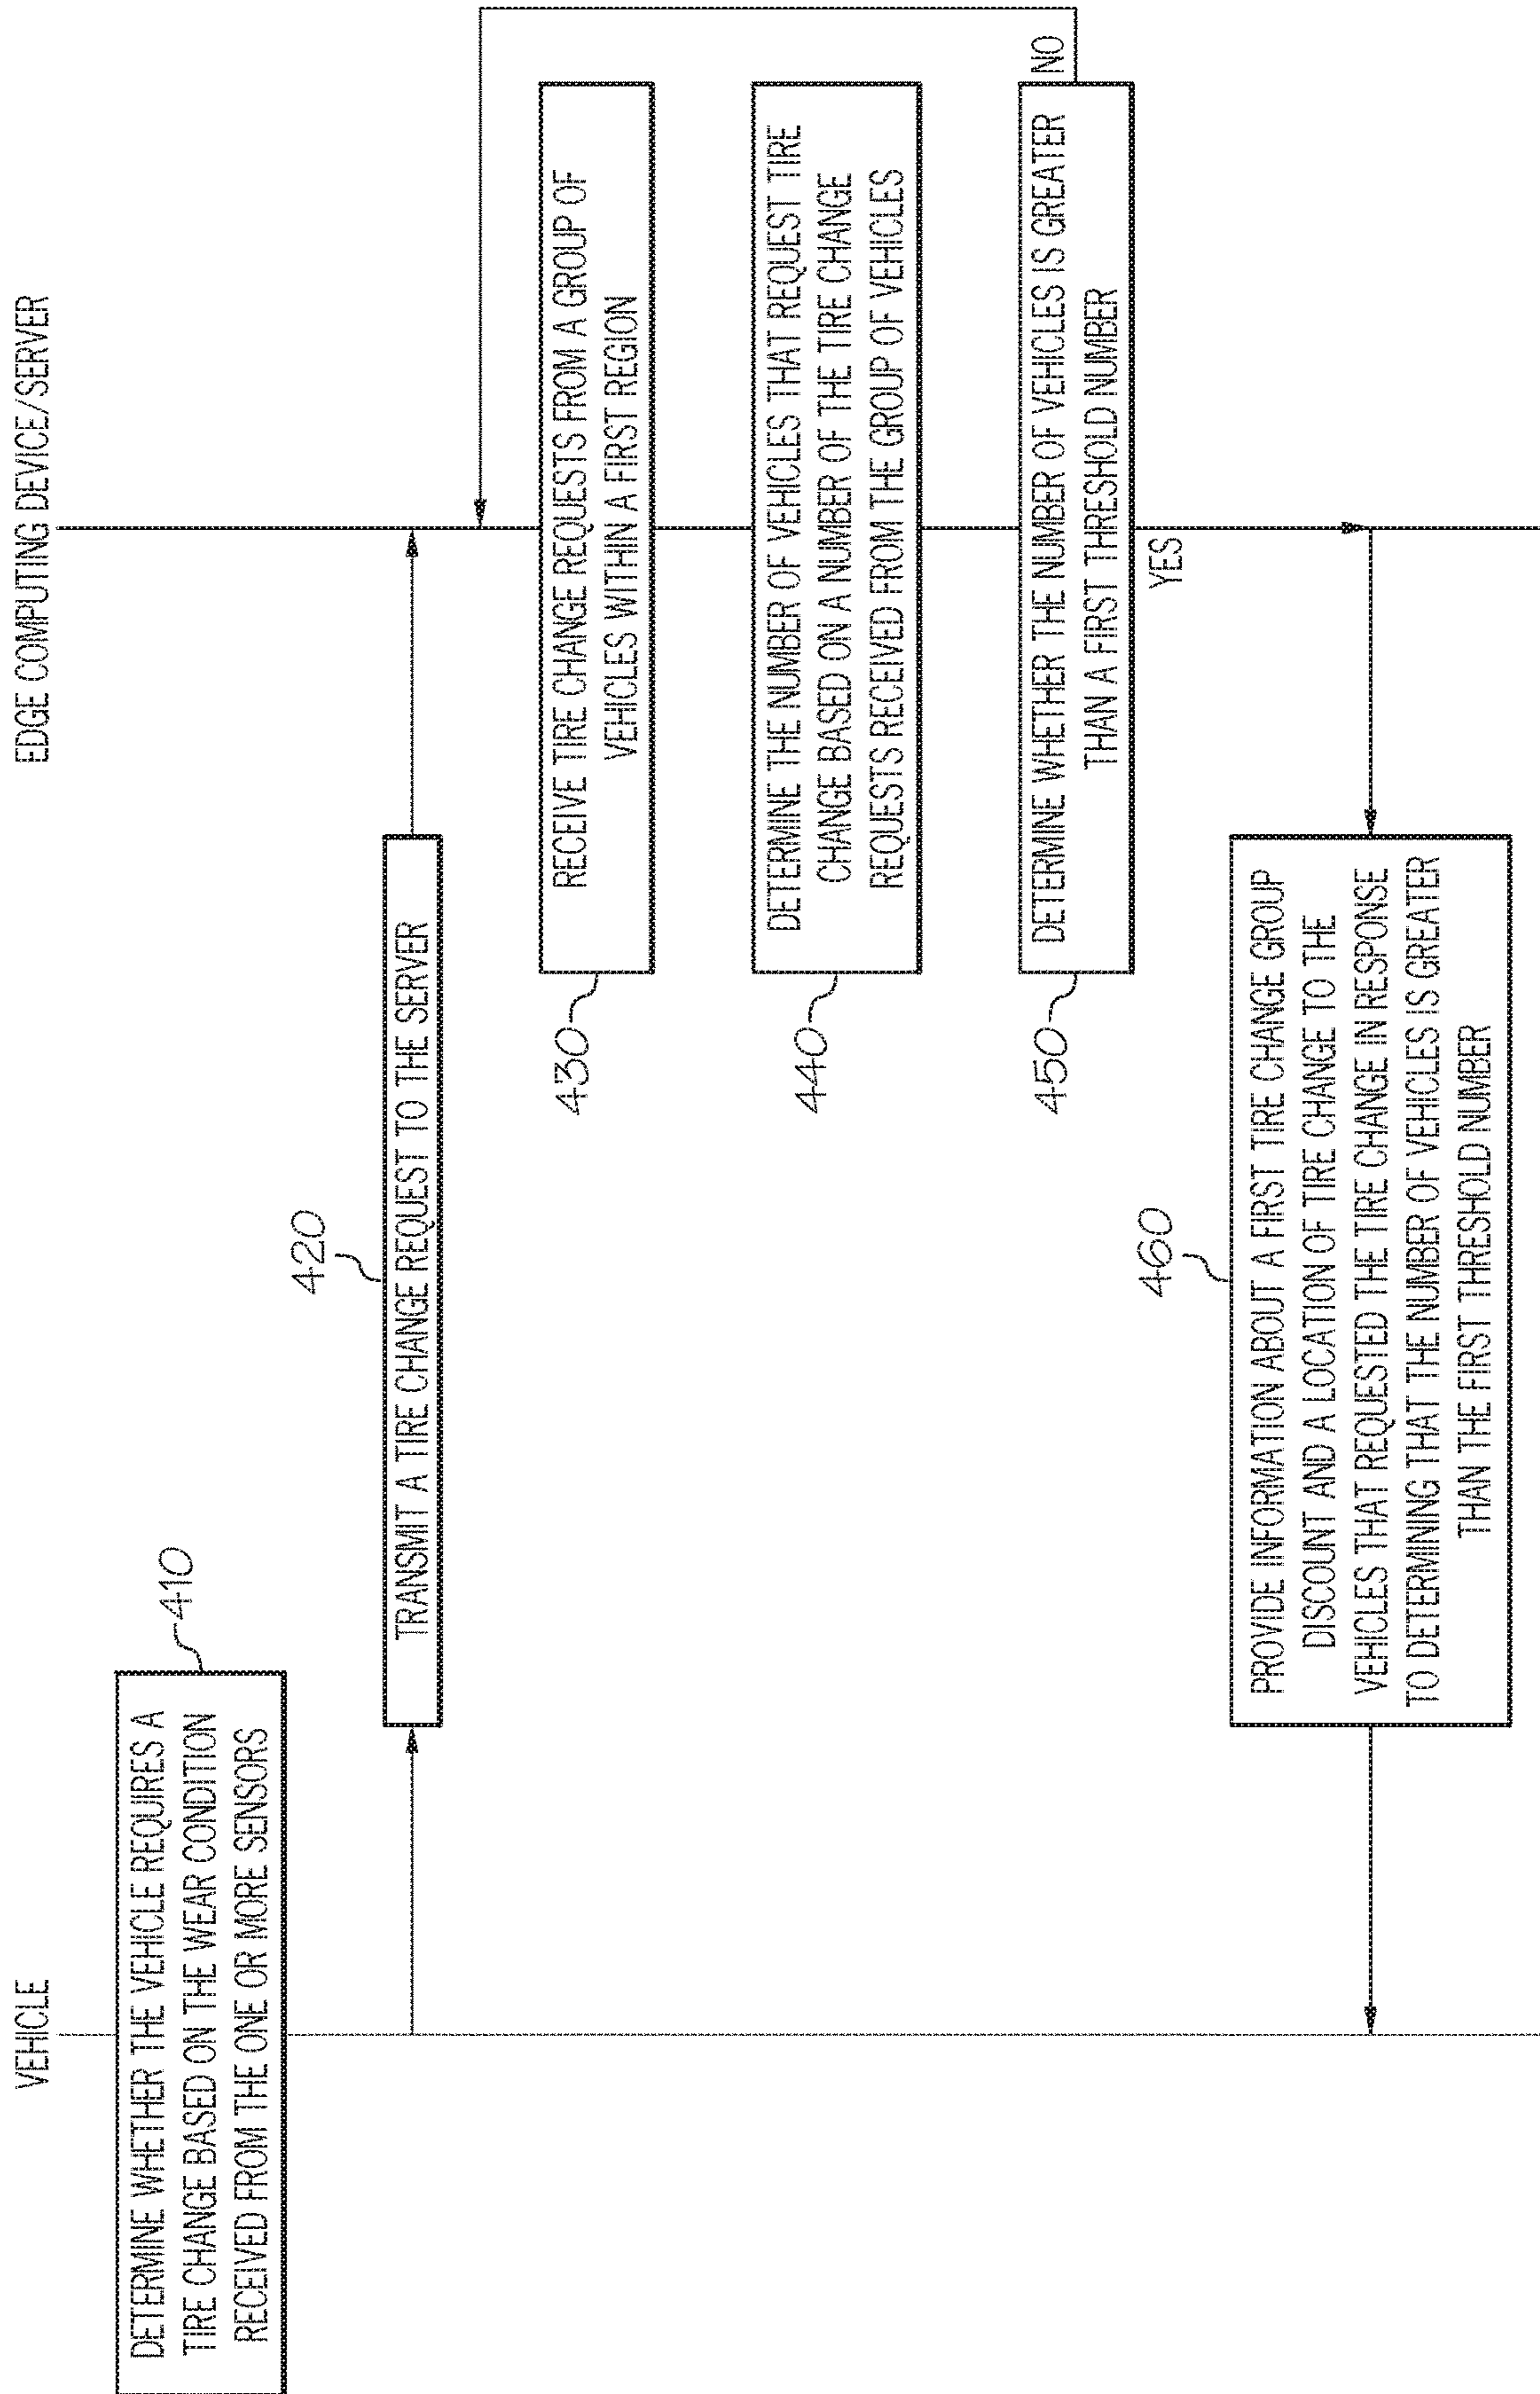 VEHICLE
EDGE COMPUTING DEVICE/SERVER
410
DETERMINE WHETHER THE VEHICLE REQUIRES A
TIRE CHANGE BASED ON THE WEAR CONDITION
RECEIVED FROM THE ONE OR MORE SENSORS
420
TRANSMIT A TIRE CHANGE REQUEST TO THE SERVER
430
RECEIVE TIRE CHANGE REQUESTS FROM A GROUP OF
VEHICLES WITHIN A FIRST REGION
440
DETERMINE THE NUMBER OF VEHICLES THAT REQUEST TIRE
CHANGE BASED ON A NUMBER OF THE TIRE CHANGE
REQUESTS RECEIVED FROM THE GROUP OF VEHICLES
450
DETERMINE WHETHER THE NUMBER OF VEHICLES IS GREATER
THAN A FIRST THRESHOLD NUMBER
NO
YES
460
PROVIDE INFORMATION ABOUT A FIRST TIRE CHANGE GROUP
DISCOUNT AND A LOCATION OF TIRE CHANGE TO THE
VEHICLES THAT REQUESTED THE TIRE CHANGE IN RESPONSE
TO DETERMINING THAT THE NUMBER OF VEHICLES IS GREATER
THAN THE FIRST THRESHOLD NUMBER